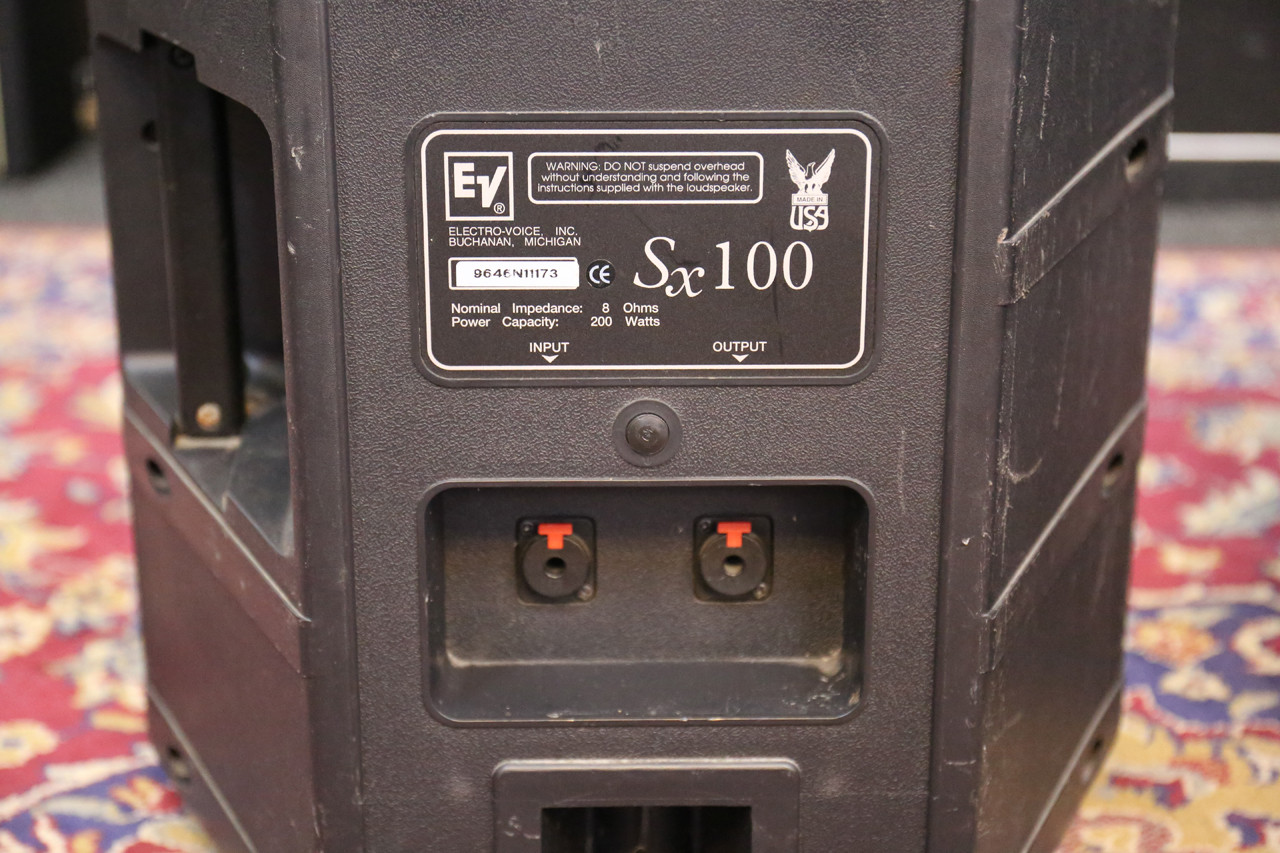 EV®
WARNING: DO NOT suspend overhead
without understanding and following the
instructions supplied with the loudspeaker.
MADE IN
USA
ELECTRO-VOICE, INC.
BUCHANAN, MICHIGAN
9646N11173
CE
Sx100
Nominal Impedance: 8 Ohms
Power Capacity: 200 Watts
INPUT
OUTPUT